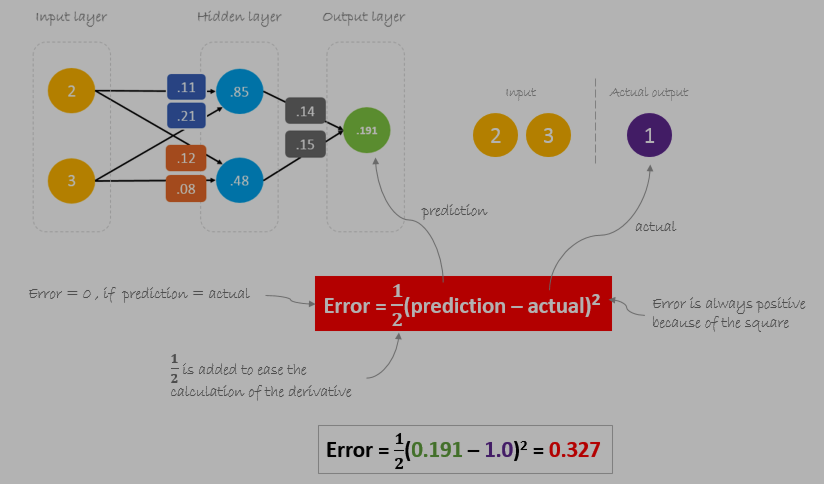 Input layer
Hidden layer
Output layer
2
.11
.85
.21
.14
.191
.15
3
.12
.08
.48
Input
Actual output
2 3
1
prediction
actual
Error = 0 , if prediction = actual
Error = 1/2(prediction – actual)²
Error is always positive
because of the square
1/2 is added to ease the
calculation of the derivative
Error = 1/2(0.191 – 1.0)² = 0.327